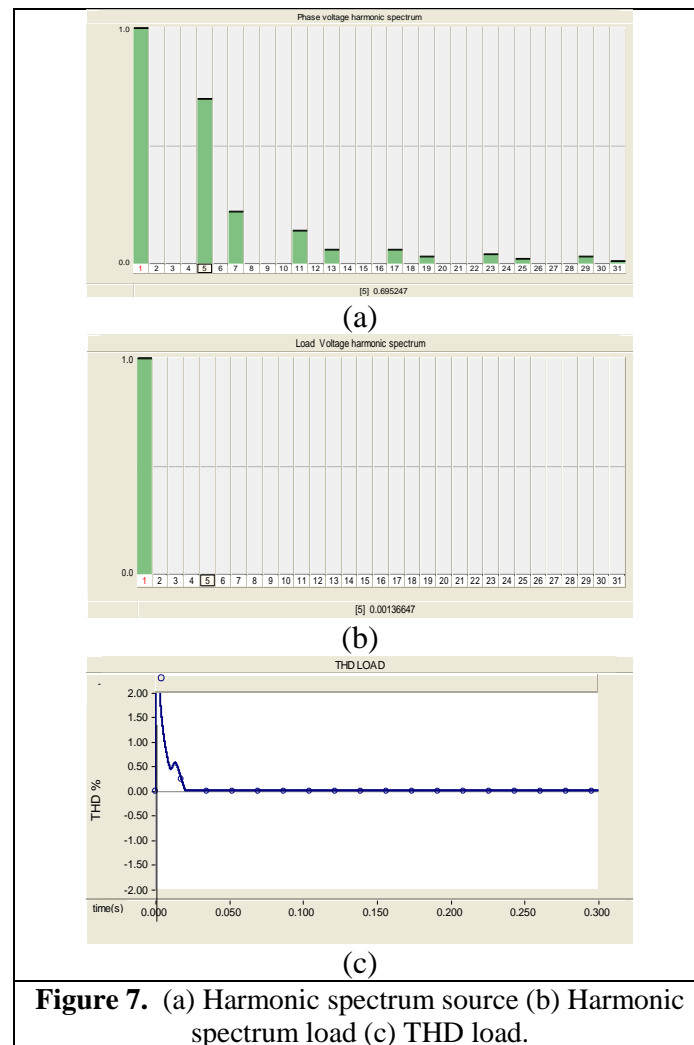 Phase voltage harmonic spectrum
1.0
0.0
1 2 3 4 5 6 7 8 9 10 11 12 13 14 15 16 17 18 19 20 21 22 23 24 25 26 27 28 29 30 31
[5] 0.695247
(a)
Load Voltage harmonic spectrum
1.0
0.0
1 2 3 4 5 6 7 8 9 10 11 12 13 14 15 16 17 18 19 20 21 22 23 24 25 26 27 28 29 30 31
[5] 0.00136647
(b)
THD LOAD
2.00
1.50
1.00
0.50
0.00
-0.50
-1.00
-1.50
-2.00
THD %
time(s) 0.000 0.050 0.100 0.150 0.200 0.250 0.300
(c)
Figure 7. (a) Harmonic spectrum source (b) Harmonic
spectrum load (c) THD load.